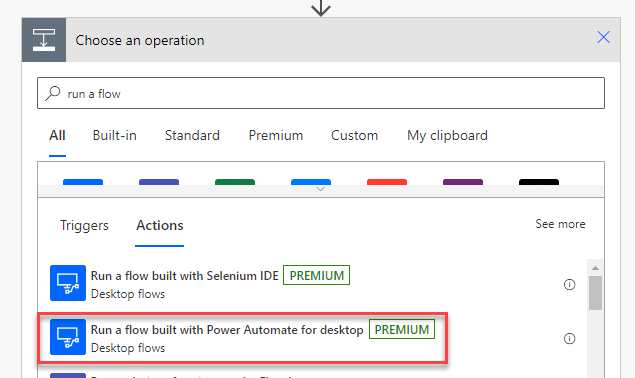 Choose an operation
run a flow
All Built-in Standard Premium Custom My clipboard
Triggers Actions See more
Run a flow built with Selenium IDE PREMIUM
Desktop flows
Run a flow built with Power Automate for desktop PREMIUM
Desktop flows